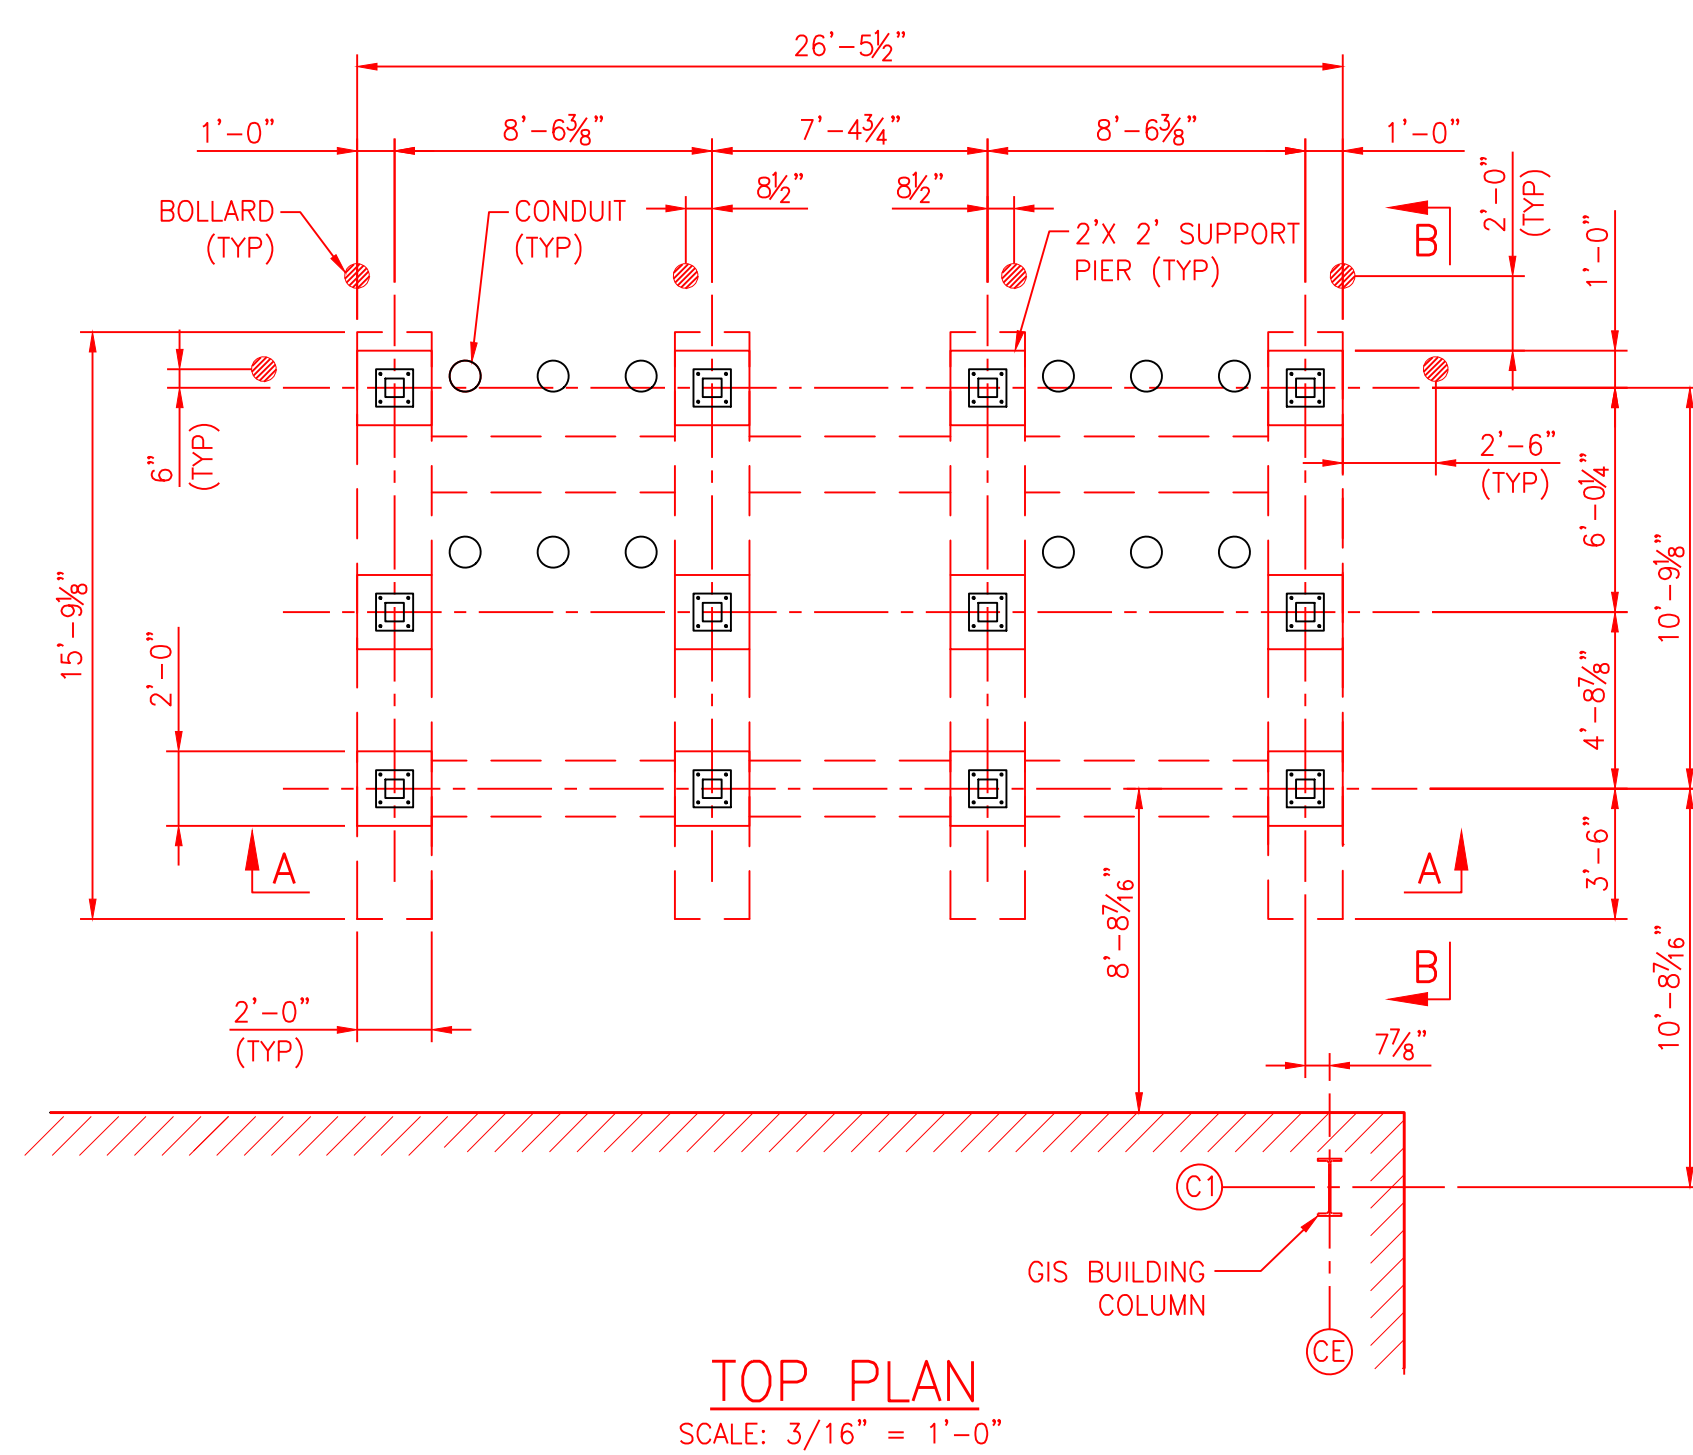 26'-5½"
1'-0"
8'-6⅜"
7'-4¾"
8'-6⅜"
1'-0"
8½"
8½"
2'-0"
(TYP)
BOLLARD
(TYP)
CONDUIT
(TYP)
2'X 2' SUPPORT
PIER (TYP)
B
1'-0"
6"
(TYP)
2'-6"
(TYP)
6'-0¼"
10'-9⅛"
15'-9⅛"
2'-0"
4'-8⅞"
A
A
3'-6"
8'-8⁷⁄₁₆"
B
10'-8⁷⁄₁₆"
2'-0"
(TYP)
7⅞"
C1
GIS BUILDING
COLUMN
CE
TOP PLAN
SCALE: 3/16" = 1'-0"